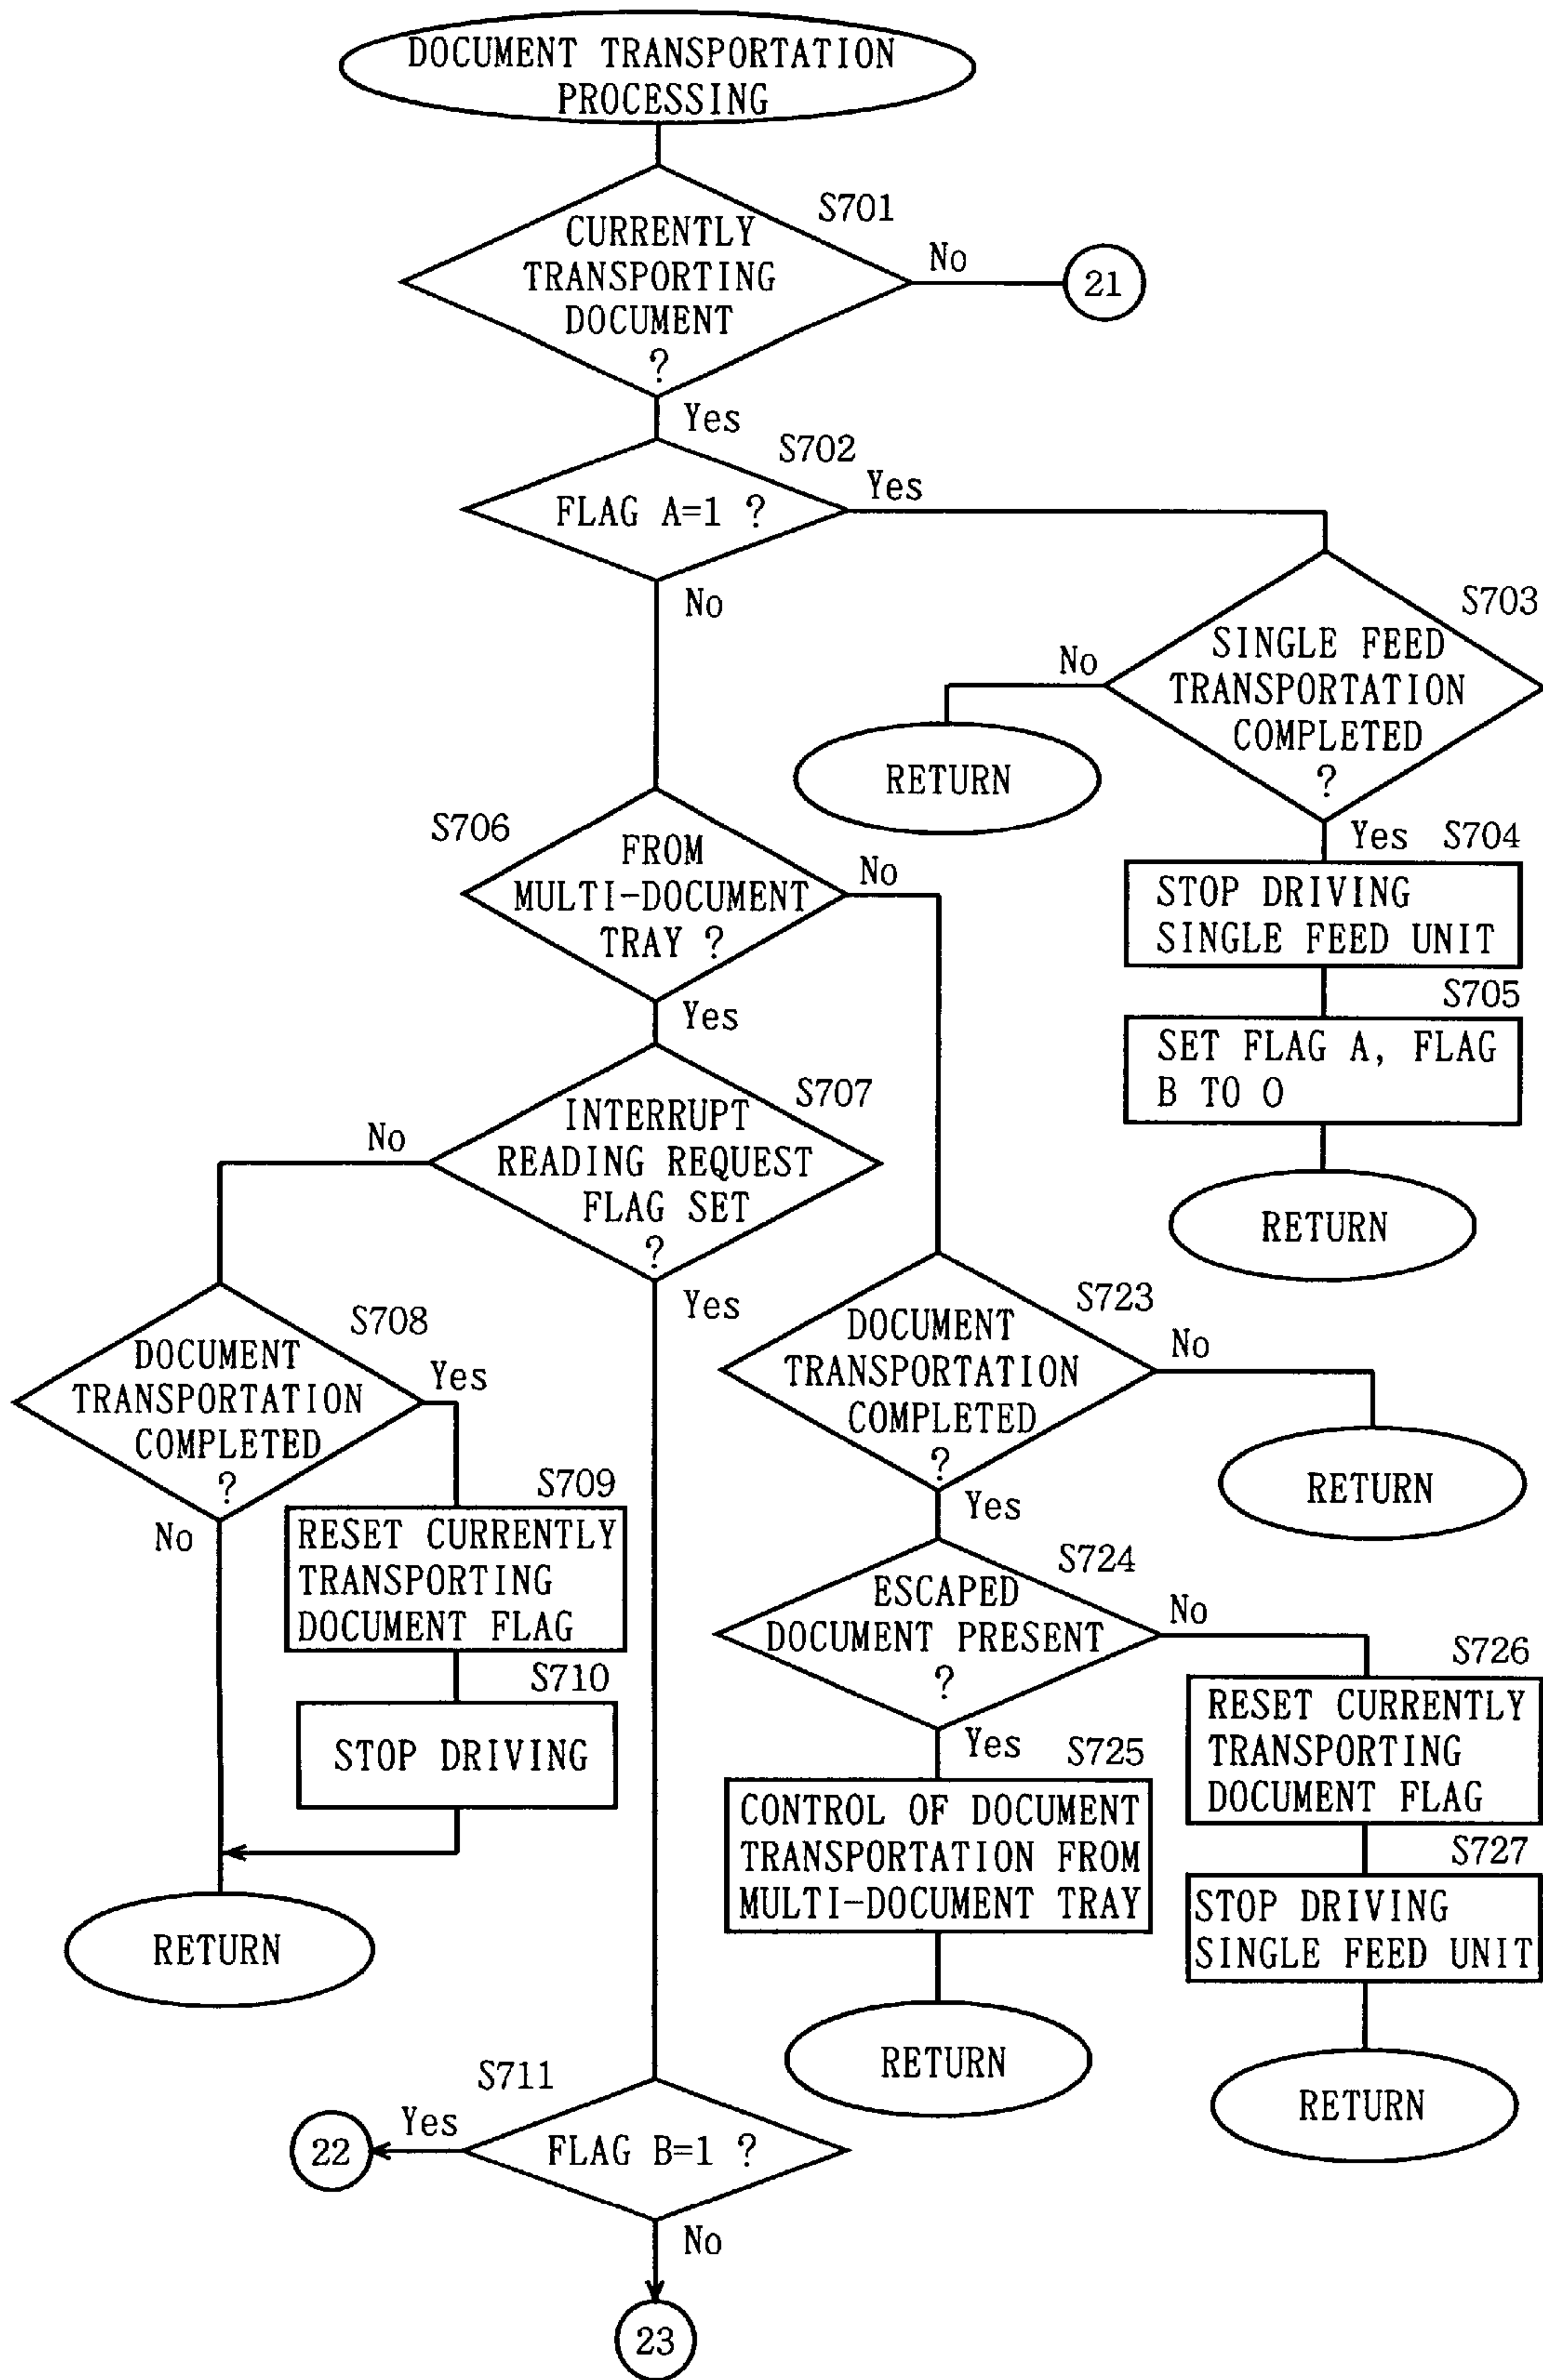 DOCUMENT TRANSPORTATION
PROCESSING
S701
CURRENTLY
TRANSPORTING
DOCUMENT
?
No
21
Yes
S702
FLAG A=1 ?
Yes
No
S703
SINGLE FEED
TRANSPORTATION
COMPLETED
?
No
RETURN
Yes
S704
STOP DRIVING
SINGLE FEED UNIT
S705
SET FLAG A, FLAG
B TO O
RETURN
S706
FROM
MULTI-DOCUMENT
TRAY ?
No
Yes
S707
INTERRUPT
READING REQUEST
FLAG SET
?
No
Yes
S708
DOCUMENT
TRANSPORTATION
COMPLETED
?
Yes
No
S709
RESET CURRENTLY
TRANSPORTING
DOCUMENT FLAG
S710
STOP DRIVING
RETURN
S723
DOCUMENT
TRANSPORTATION
COMPLETED
?
No
RETURN
Yes
S724
ESCAPED
DOCUMENT PRESENT
?
No
Yes
S725
CONTROL OF DOCUMENT
TRANSPORTATION FROM
MULTI-DOCUMENT TRAY
RETURN
S726
RESET CURRENTLY
TRANSPORTING
DOCUMENT FLAG
S727
STOP DRIVING
SINGLE FEED UNIT
RETURN
S711
FLAG B=1 ?
Yes
22
No
23